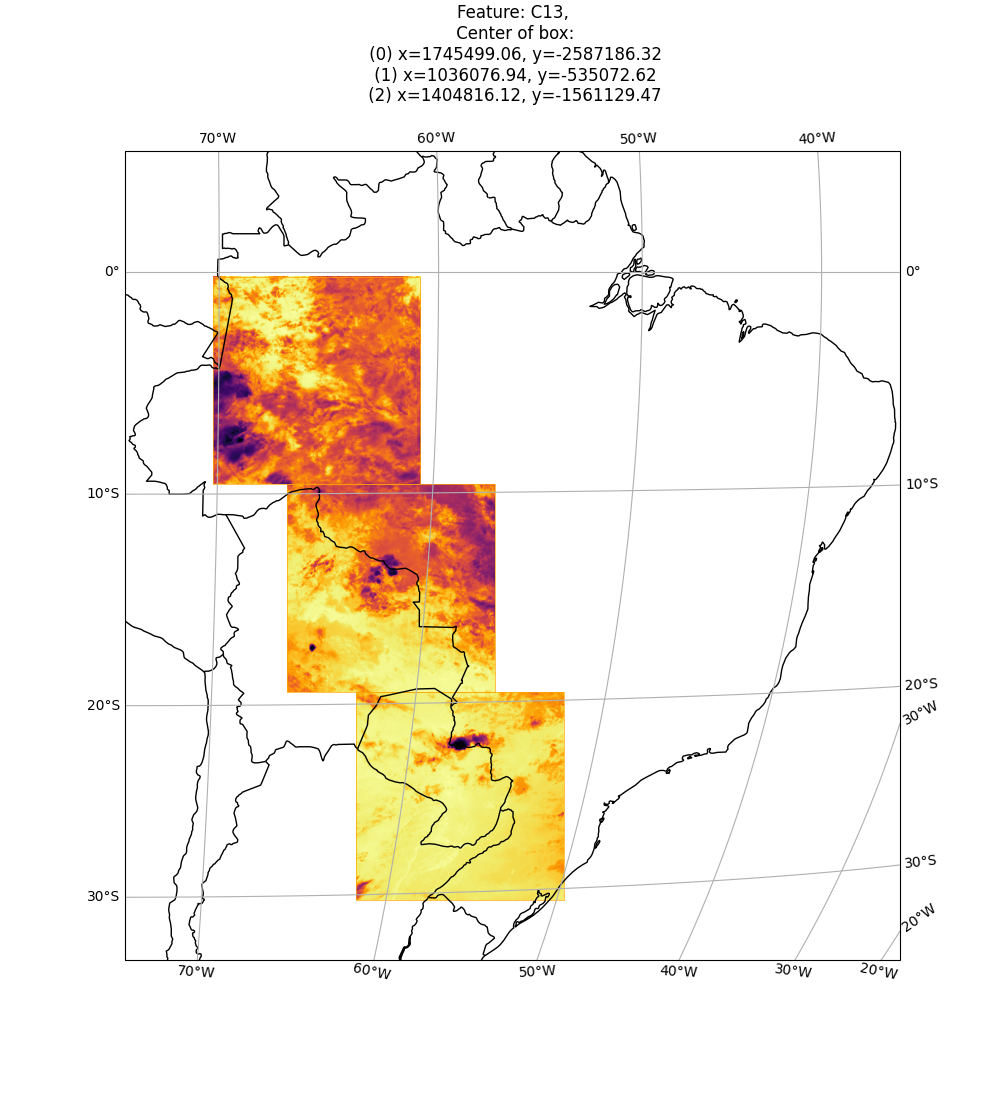 Feature: C13,
Center of box:
(0) x=1745499.06, y=-2587186.32
(1) x=1036076.94, y=-535072.62
(2) x=1404816.12, y=-1561129.47
70°W 60°W 50°W 40°W
0° 0°
10°S 10°S
20°S 20°S
30°W
30°S 30°S
20°W
70°W 60°W 50°W 40°W 30°W 20°W